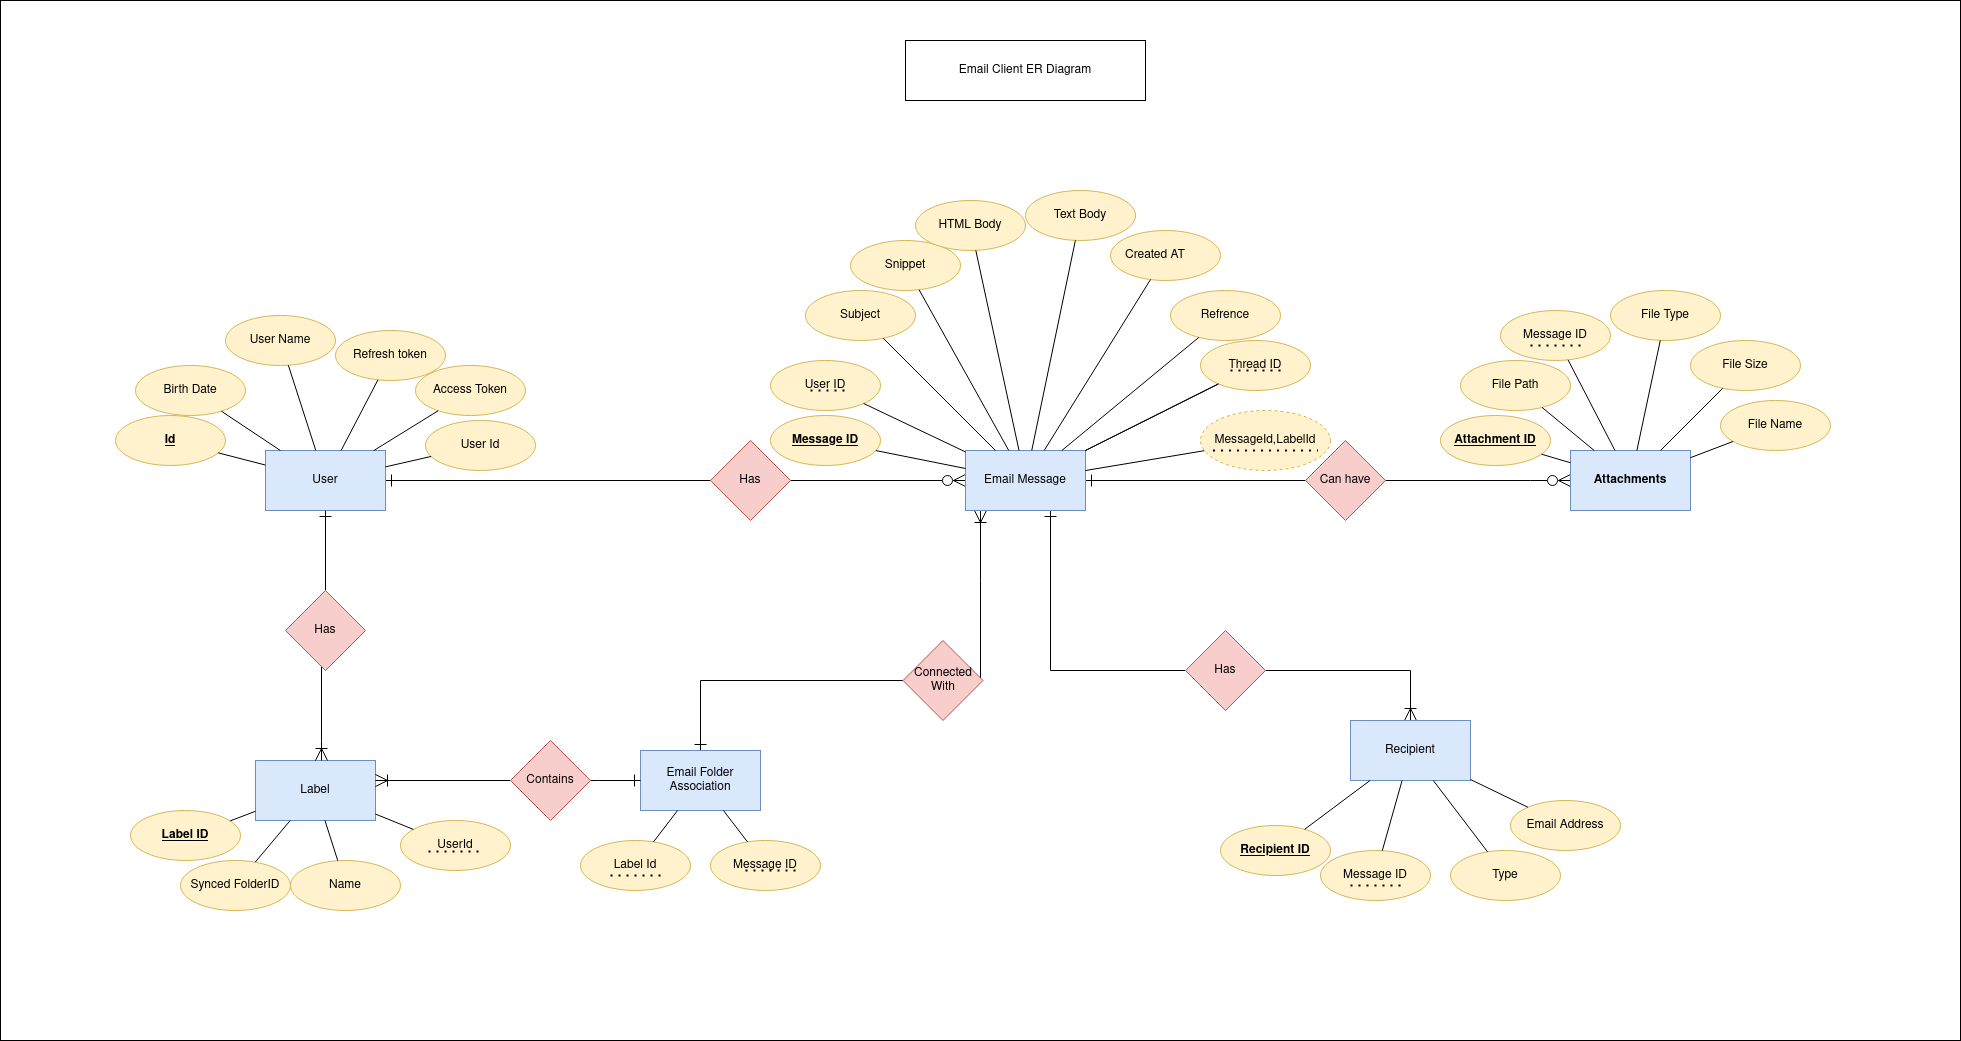 Email Client ER Diagram
Text Body
HTML Body
Created AT
Snippet
Subject
Refrence
User ID
Thread ID
Message ID
MessageId,LabelId
User Name
Refresh token
Birth Date
Access Token
Id
User Id
User
Has
Email Message
Can have
Message ID
File Type
File Path
File Size
Attachment ID
File Name
Attachments
Has
Connected
With
Has
Label
Contains
Email Folder
Association
Recipient
Label ID
UserId
Synced FolderID
Name
Label Id
Message ID
Email Address
Recipient ID
Message ID
Type